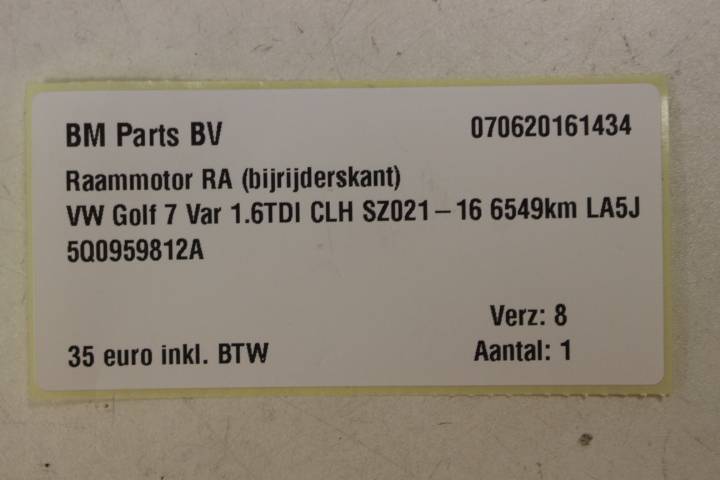 BM Parts BV 070620161434
Raammotor RA (bijrijderskant)
VW Golf 7 Var 1.6TDI CLH SZ021–16 6549km LA5J
5Q0959812A
Verz: 8
35 euro inkl. BTW Aantal: 1